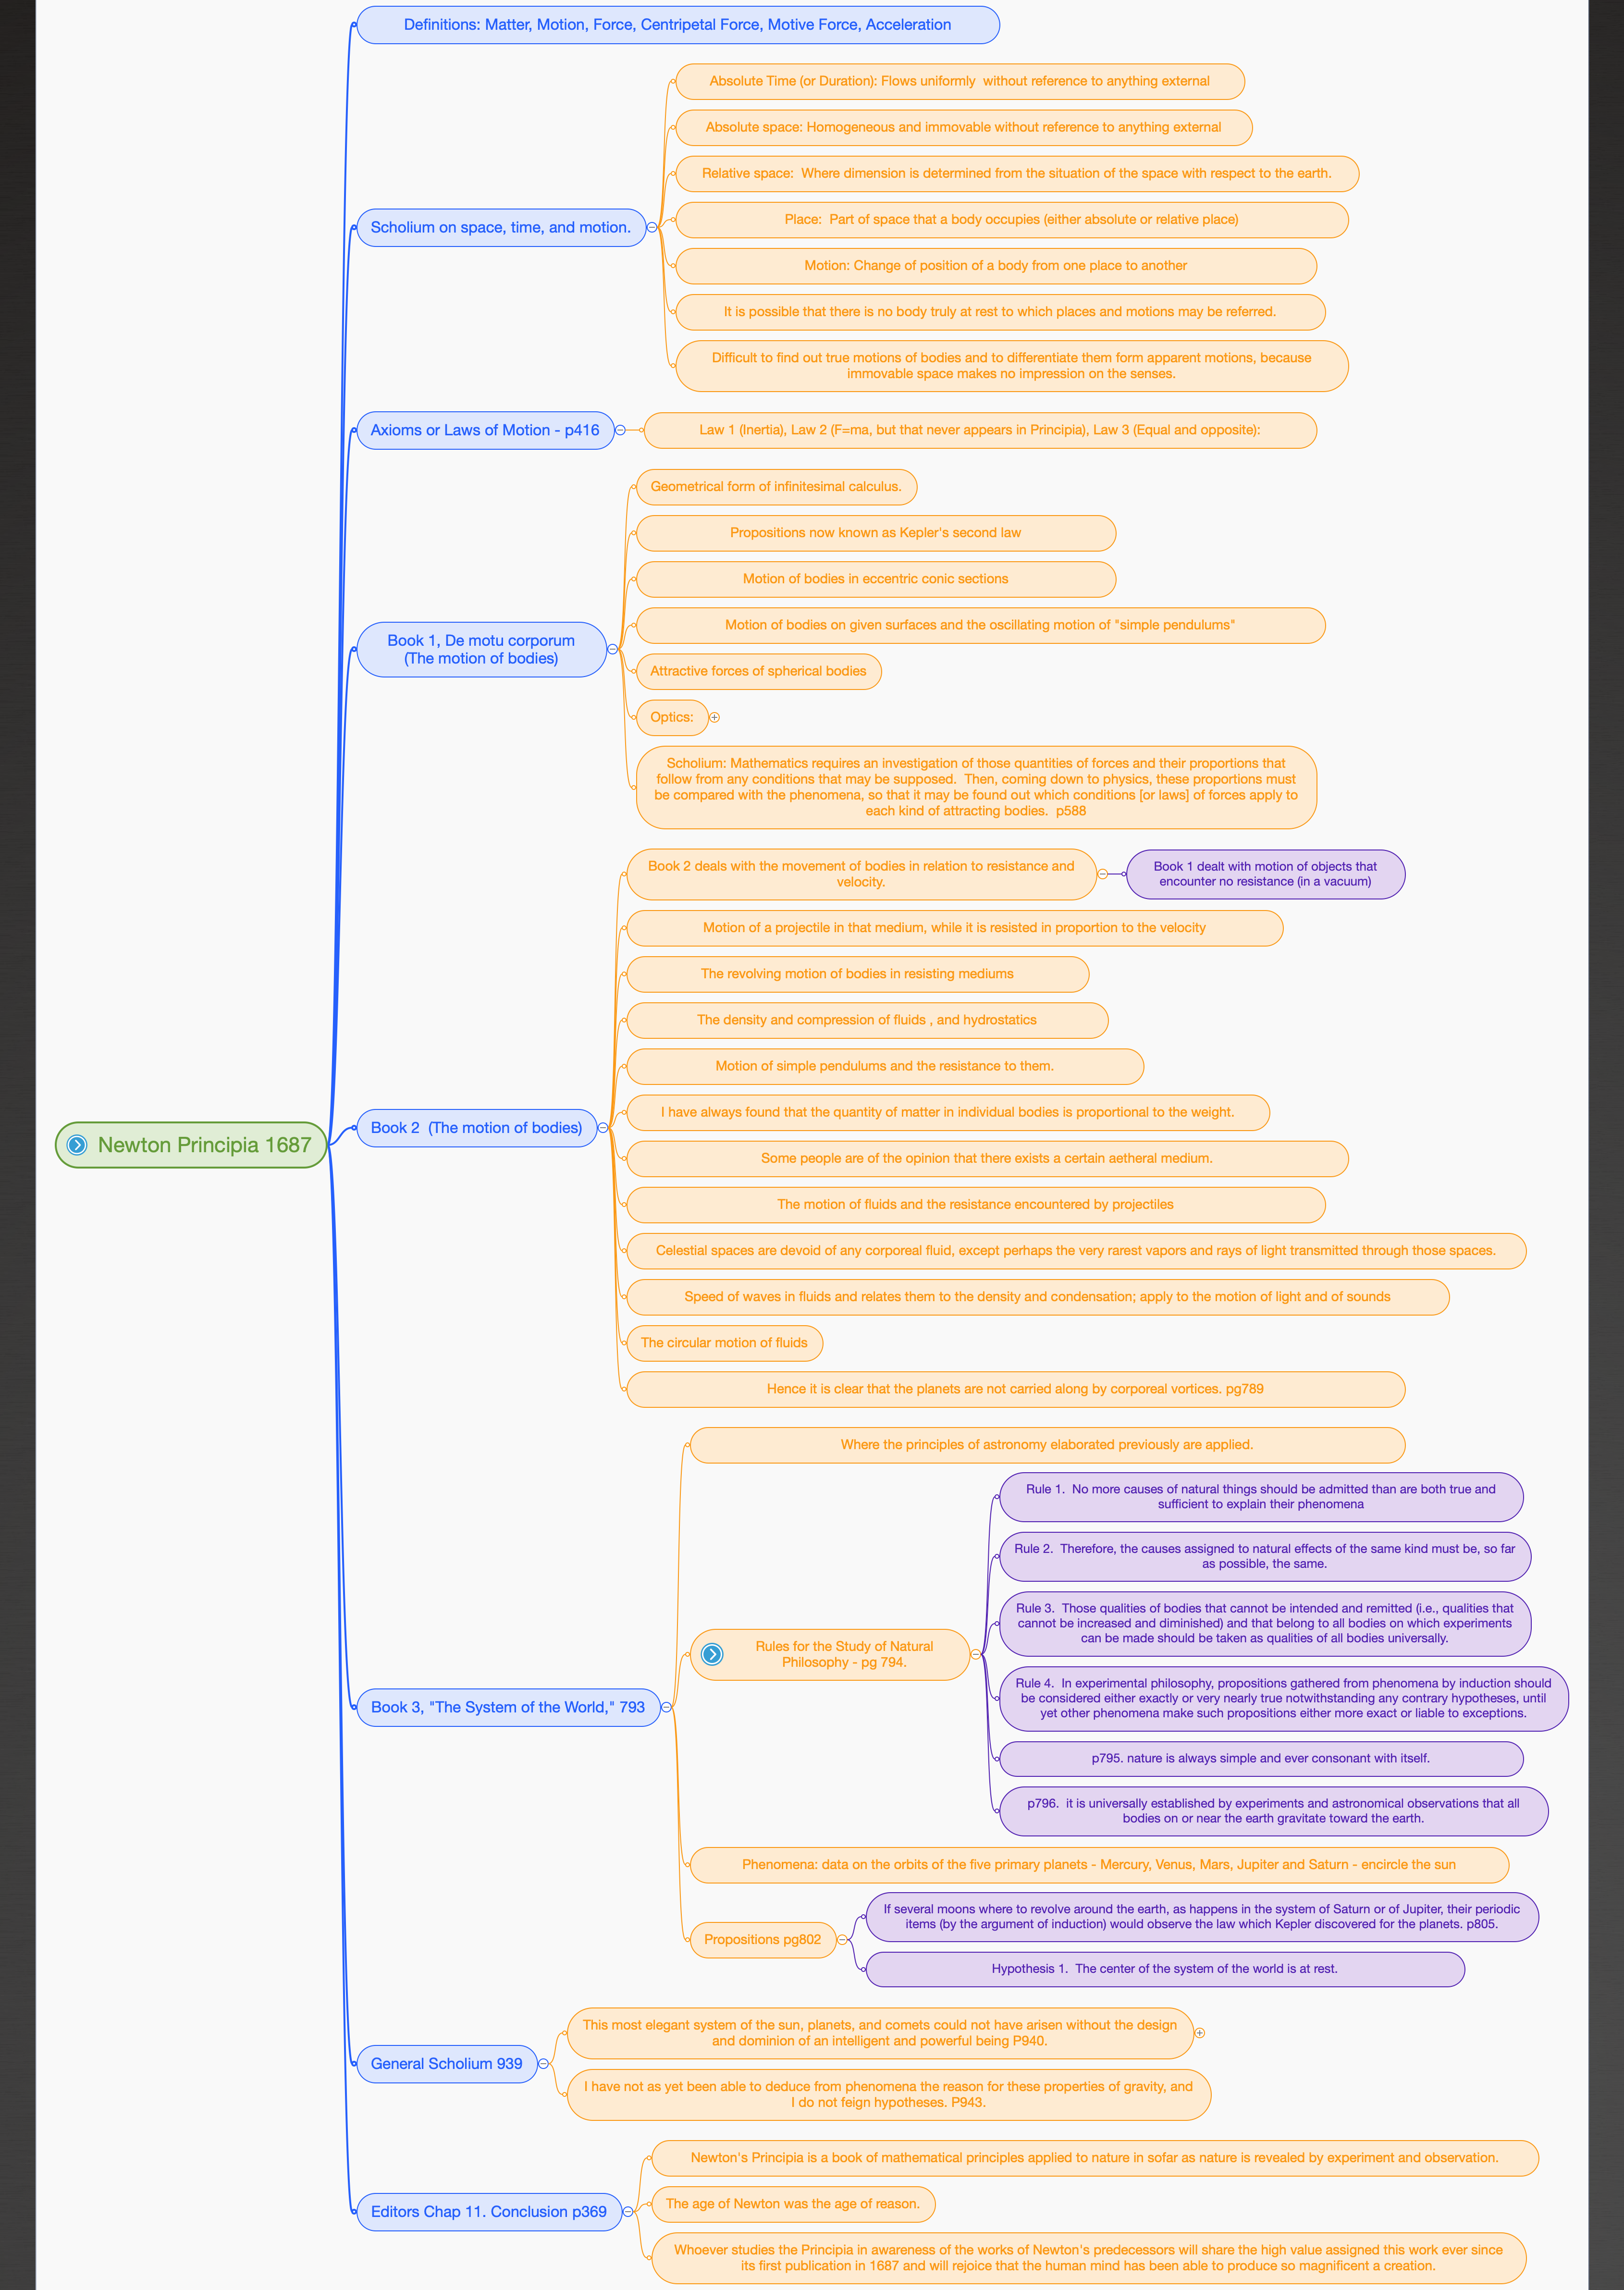 Definitions: Matter, Motion, Force, Centripetal Force, Motive Force, Acceleration
Absolute Time (or Duration): Flows uniformly  without reference to anything external
Absolute space: Homogeneous and immovable without reference to anything external
Relative space:  Where dimension is determined from the situation of the space with respect to the earth.
Scholium on space, time, and motion.
Place:  Part of space that a body occupies (either absolute or relative place)
Motion: Change of position of a body from one place to another
It is possible that there is no body truly at rest to which places and motions may be referred.
Difficult to find out true motions of bodies and to differentiate them form apparent motions, because
immovable space makes no impression on the senses.
Axioms or Laws of Motion - p416
Law 1 (Inertia), Law 2 (F=ma, but that never appears in Principia), Law 3 (Equal and opposite):
Book 1, De motu corporum
(The motion of bodies)
Geometrical form of infinitesimal calculus.
Propositions now known as Kepler's second law
Motion of bodies in eccentric conic sections
Motion of bodies on given surfaces and the oscillating motion of "simple pendulums"
Attractive forces of spherical bodies
Optics:
Scholium: Mathematics requires an investigation of those quantities of forces and their proportions that
follow from any conditions that may be supposed.  Then, coming down to physics, these proportions must
be compared with the phenomena, so that it may be found out which conditions [or laws] of forces apply to
each kind of attracting bodies.  p588
Newton Principia 1687
Book 2  (The motion of bodies)
Book 2 deals with the movement of bodies in relation to resistance and
velocity.
Book 1 dealt with motion of objects that
encounter no resistance (in a vacuum)
Motion of a projectile in that medium, while it is resisted in proportion to the velocity
The revolving motion of bodies in resisting mediums
The density and compression of fluids , and hydrostatics
Motion of simple pendulums and the resistance to them.
I have always found that the quantity of matter in individual bodies is proportional to the weight.
Some people are of the opinion that there exists a certain aetheral medium.
The motion of fluids and the resistance encountered by projectiles
Celestial spaces are devoid of any corporeal fluid, except perhaps the very rarest vapors and rays of light transmitted through those spaces.
Speed of waves in fluids and relates them to the density and condensation; apply to the motion of light and of sounds
The circular motion of fluids
Hence it is clear that the planets are not carried along by corporeal vortices. pg789
Book 3, "The System of the World," 793
Where the principles of astronomy elaborated previously are applied.
Rules for the Study of Natural
Philosophy - pg 794.
Rule 1.  No more causes of natural things should be admitted than are both true and
sufficient to explain their phenomena
Rule 2.  Therefore, the causes assigned to natural effects of the same kind must be, so far
as possible, the same.
Rule 3.  Those qualities of bodies that cannot be intended and remitted (i.e., qualities that
cannot be increased and diminished) and that belong to all bodies on which experiments
can be made should be taken as qualities of all bodies universally.
Rule 4.  In experimental philosophy, propositions gathered from phenomena by induction should
be considered either exactly or very nearly true notwithstanding any contrary hypotheses, until
yet other phenomena make such propositions either more exact or liable to exceptions.
p795. nature is always simple and ever consonant with itself.
p796.  it is universally established by experiments and astronomical observations that all
bodies on or near the earth gravitate toward the earth.
Phenomena: data on the orbits of the five primary planets - Mercury, Venus, Mars, Jupiter and Saturn - encircle the sun
Propositions pg802
If several moons where to revolve around the earth, as happens in the system of Saturn or of Jupiter, their periodic
items (by the argument of induction) would observe the law which Kepler discovered for the planets. p805.
Hypothesis 1.  The center of the system of the world is at rest.
General Scholium 939
This most elegant system of the sun, planets, and comets could not have arisen without the design
and dominion of an intelligent and powerful being P940.
I have not as yet been able to deduce from phenomena the reason for these properties of gravity, and
I do not feign hypotheses. P943.
Editors Chap 11. Conclusion p369
Newton's Principia is a book of mathematical principles applied to nature in sofar as nature is revealed by experiment and observation.
The age of Newton was the age of reason.
Whoever studies the Principia in awareness of the works of Newton's predecessors will share the high value assigned this work ever since
its first publication in 1687 and will rejoice that the human mind has been able to produce so magnificent a creation.